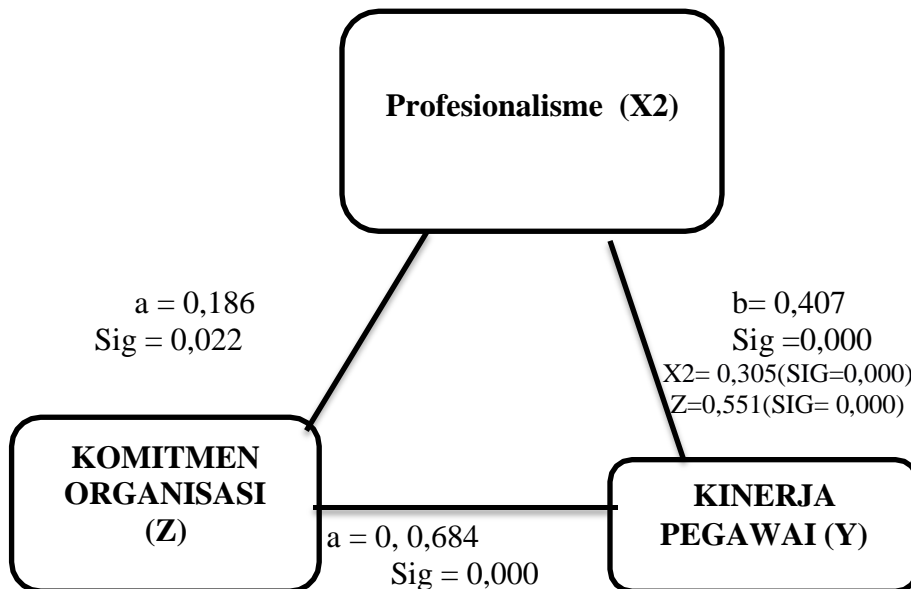 Profesionalisme (X2)
a = 0,186
Sig = 0,022
b= 0,407
Sig =0,000
X2= 0,305(SIG=0,000)
Z=0,551(SIG= 0,000)
KOMITMEN
ORGANISASI
(Z)
a = 0, 0,684
Sig = 0,000
KINERJA
PEGAWAI (Y)